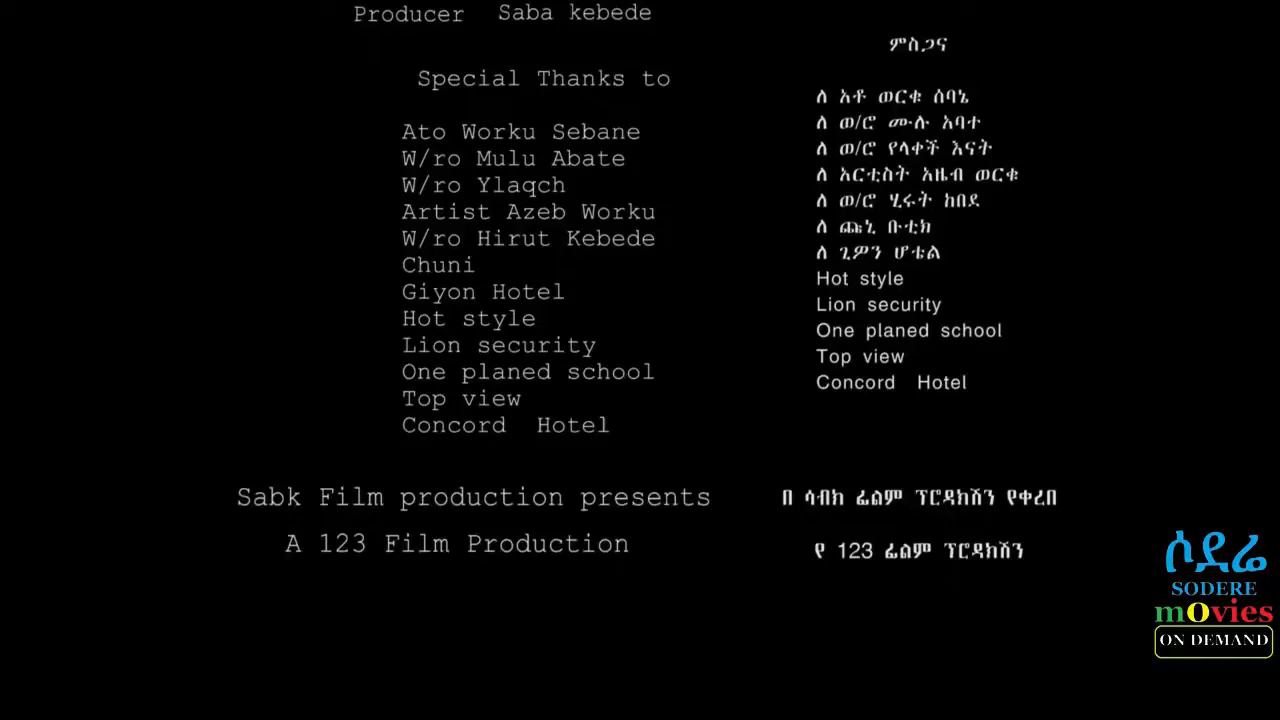 Producer Saba kebede
Special Thanks to
Ato Worku Sebane
W/ro Mulu Abate
W/ro Ylaqch
Artist Azeb Worku
W/ro Hirut Kebede
Chuni
Giyon Hotel
Hot style
Lion security
One planed school
Top view
Concord Hotel
Sabk Film production presents
A 123 Film Production
ምስጋና
ለ አቶ ወርቁ ሰባኔ
ለ ወ/ሮ ሙሉ አባተ
ለ ወ/ሮ የላቀች እናት
ለ አርቲስት አዜብ ወርቁ
ለ ወ/ሮ ሂሩት ከበደ
ለ ጩኒ ቡቲክ
ለ ጊዎን ሆቴል
Hot style
Lion security
One planed school
Top view
Concord Hotel
በ ሳብክ ፊልም ፕሮዳክሽን የቀረበ
የ 123 ፊልም ፕሮዳክሽን
ሶደሬ
SODERE
mOvies
ON DEMAND